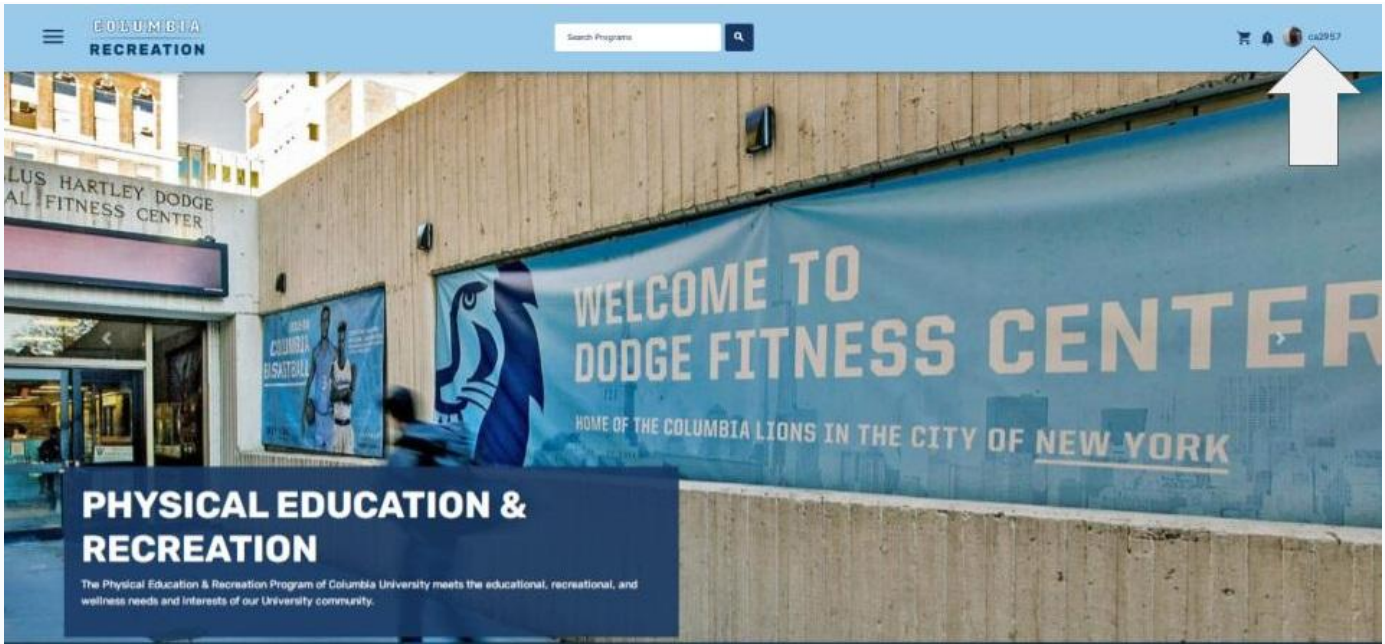 COLUMBIA
RECREATION
Search Programs
ca2957
LUS HARTLEY DODGE
AL FITNESS CENTER
COLUMBIA
BASKETBALL
WELCOME TO
DODGE FITNESS CENTER
HOME OF THE COLUMBIA LIONS IN THE CITY OF NEW YORK
PHYSICAL EDUCATION &
RECREATION
The Physical Education & Recreation Program of Columbia University meets the educational, recreational, and
wellness needs and interests of our University community.